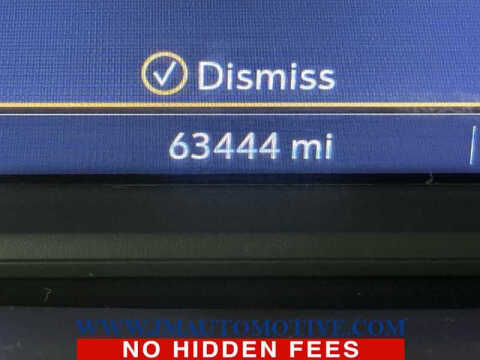 Dismiss
63444 mi
WWW.JMAUTOMOTIVE.COM
NO HIDDEN FEES